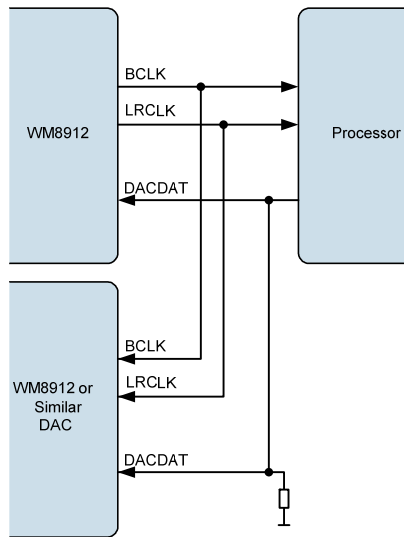 BCLK
LRCLK
WM8912
Processor
DACDAT
BCLK
WM8912 or
Similar
DAC
LRCLK
DACDAT